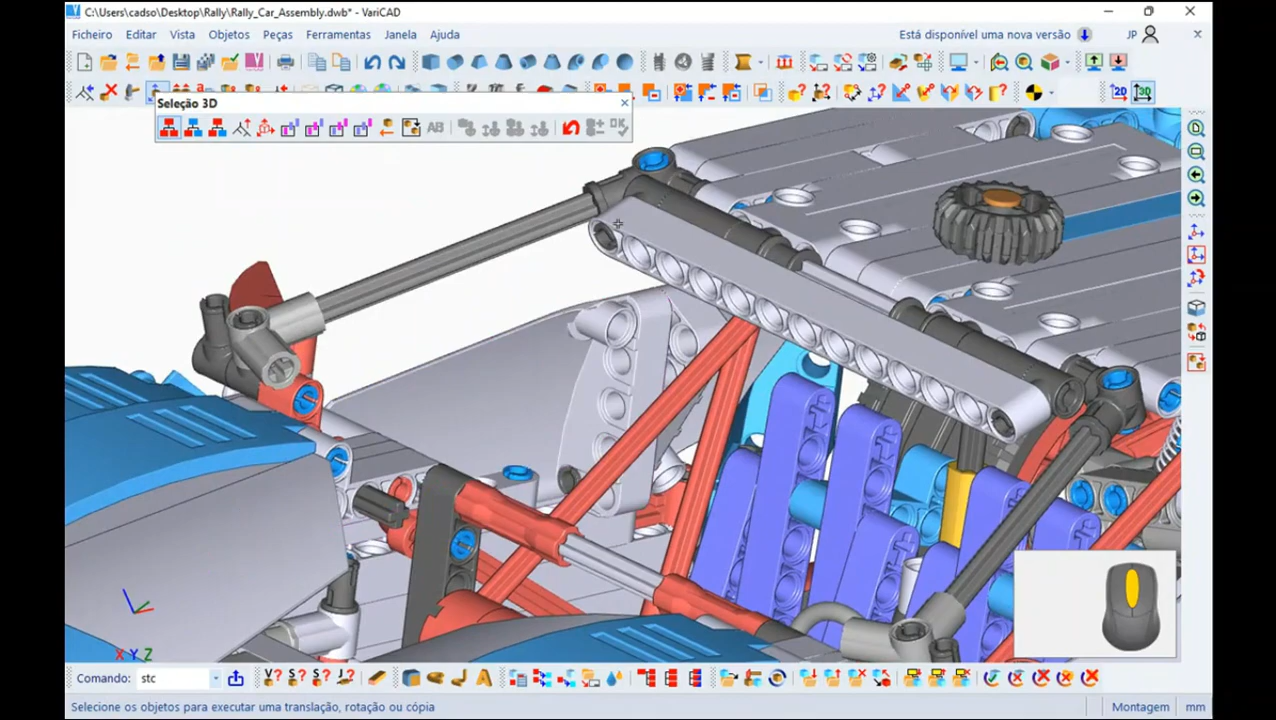 C:\Users\cadso\Desktop\Rally\Rally_Car_Assembly.dwb* - VariCAD
Ficheiro Editar Vista Objetos Peças Ferramentas Janela Ajuda
Está disponível uma nova versão
JP
2D 3D
Seleção 3D
AB
X Y Z
Comando: stc
V? S? S? J?
Selecione os objetos para executar uma translação, rotação ou cópia
Montagem mm